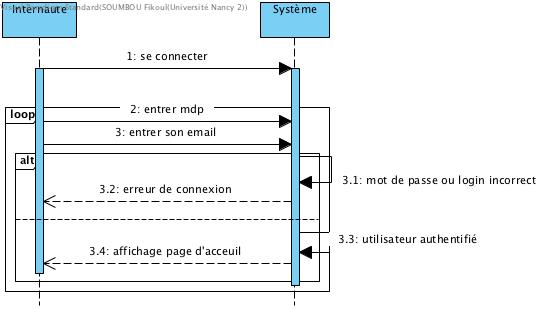 Standard(SOUMBOU Fikoul(Université Nancy 2))
Internaute
Système
1: se connecter
2: entrer mdp
loop
3: entrer son email
alt
3.1: mot de passe ou login incorrect
3.2: erreur de connexion
3.3: utilisateur authentifié
3.4: affichage page d'acceuil